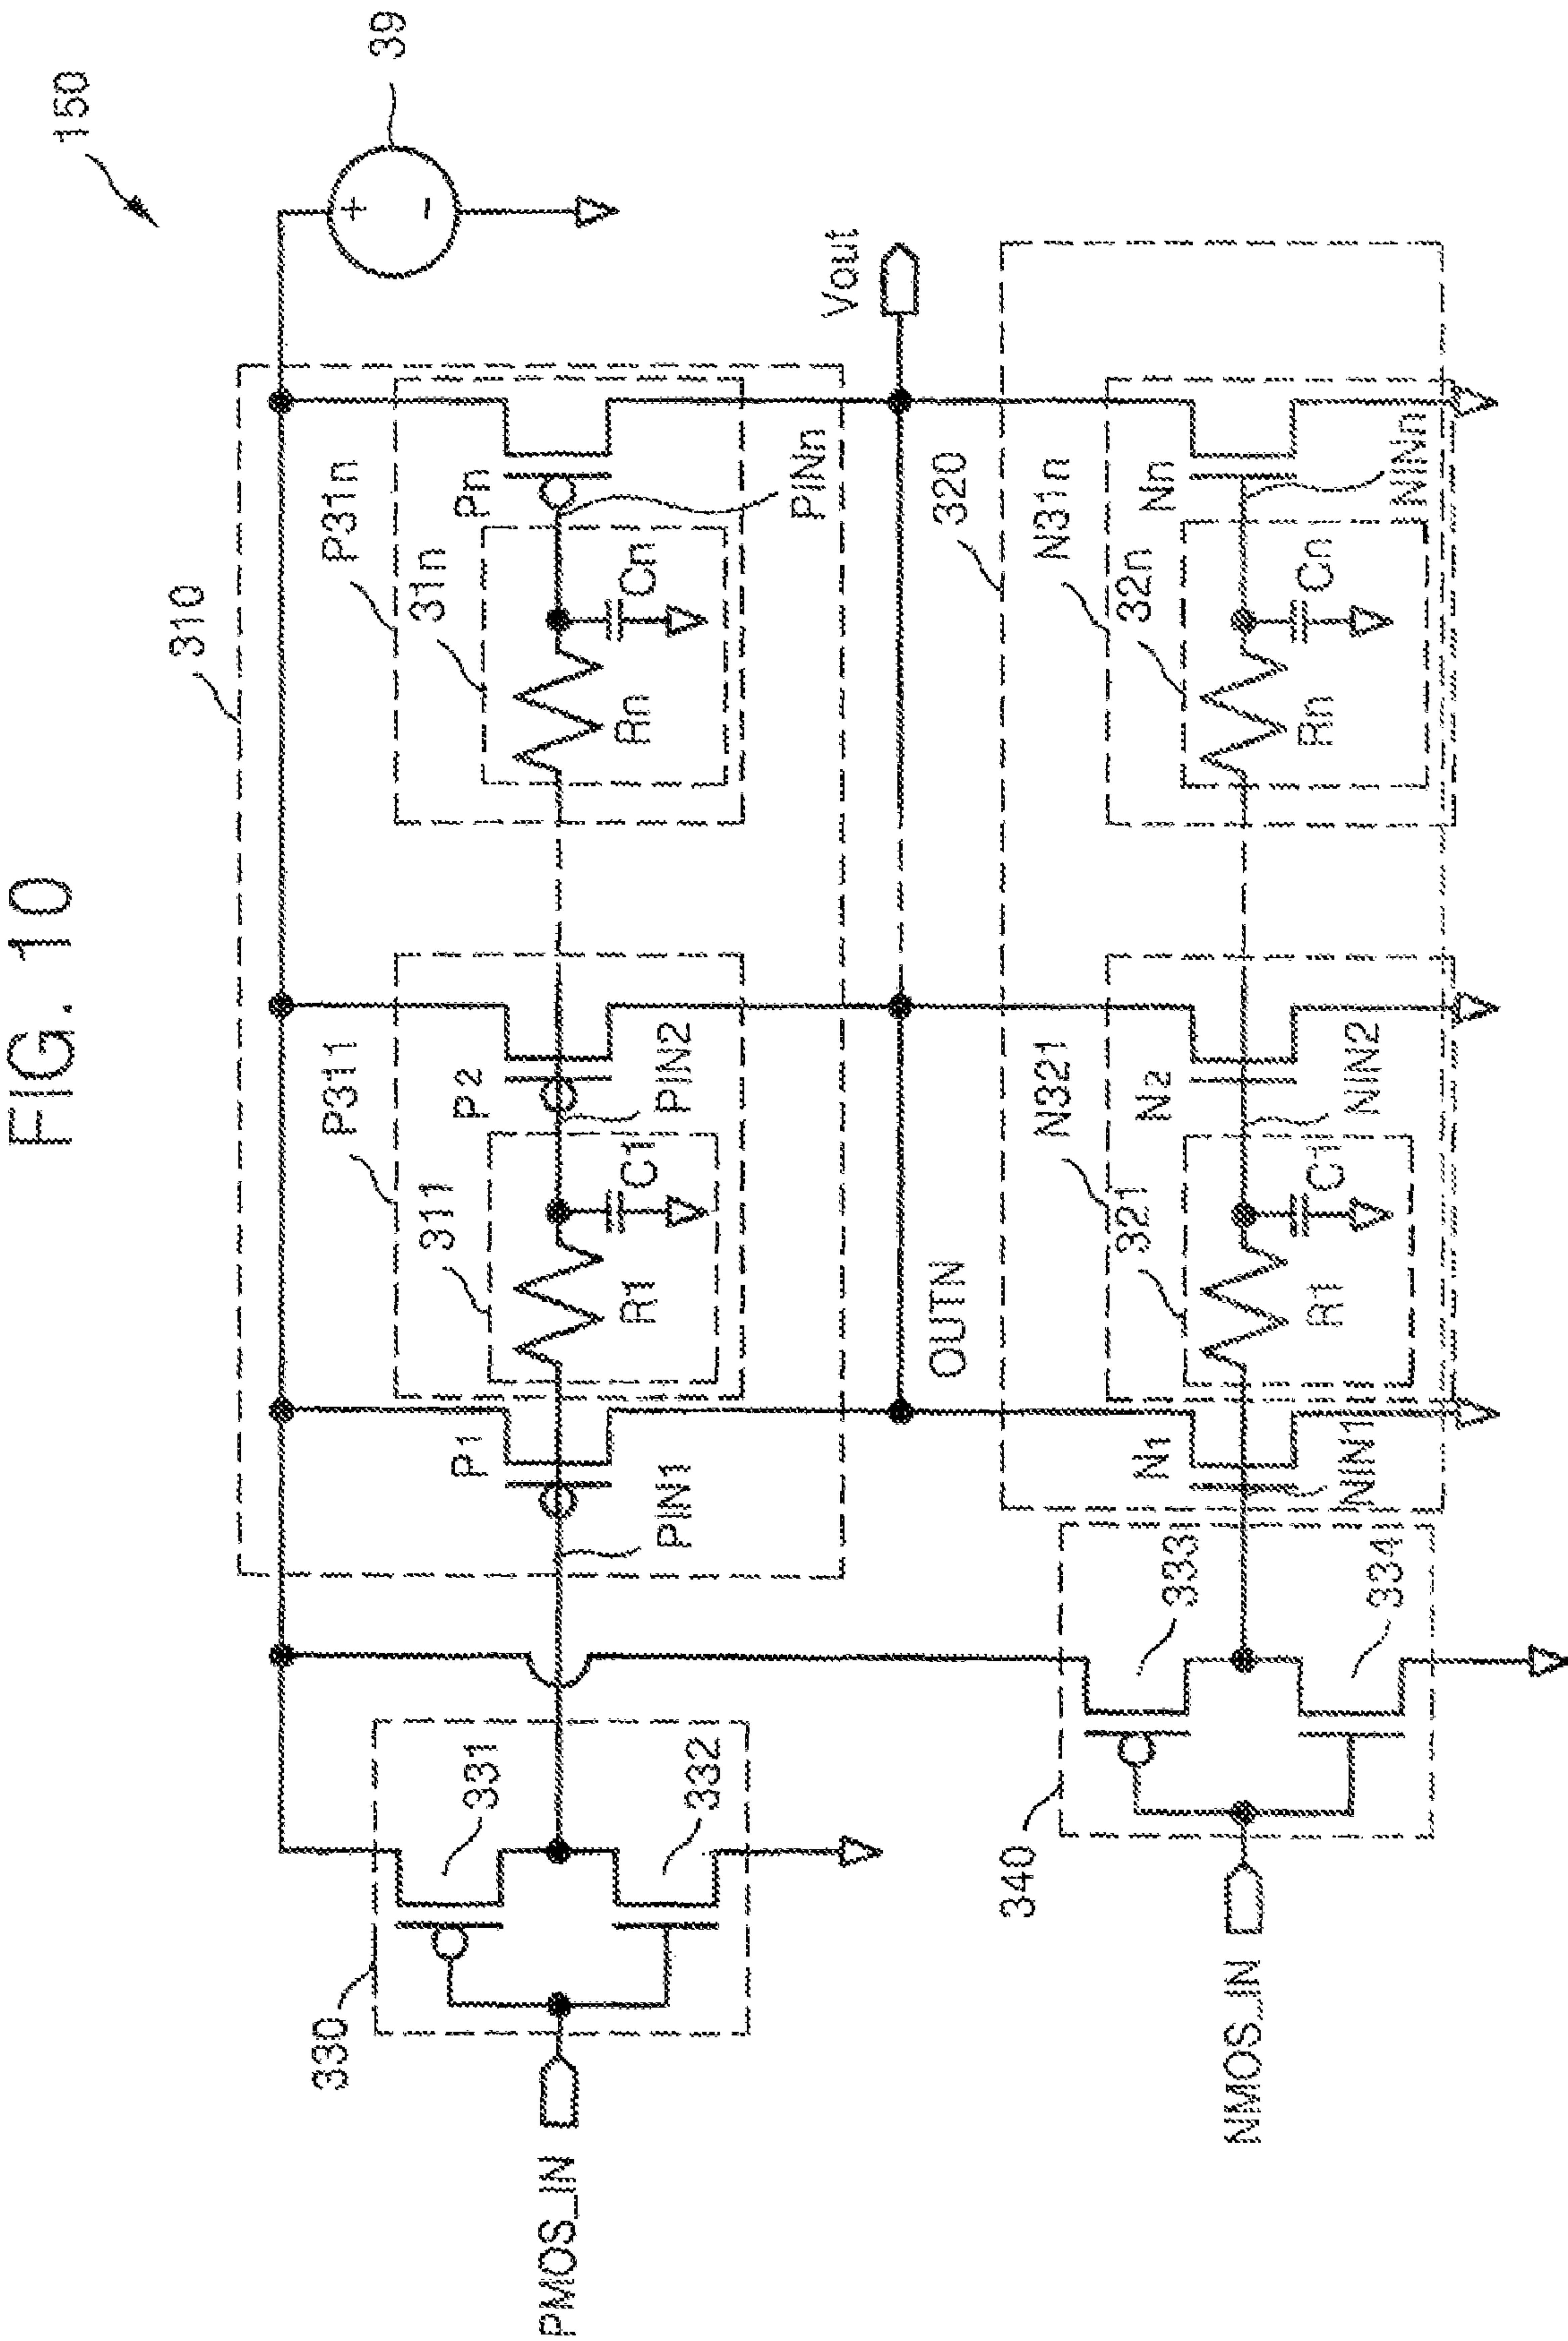 FIG. 10
150
39
310
P311
P31n
311
31n
P1
P2
Pn
R1
C1
Rn
Cn
PIN1
PIN2
PINn
330
331
332
PMOS_IN
OUTN
Vout
320
N321
N31n
321
32n
N1
N2
Nn
R1
C1
Rn
Cn
NIN1
NIN2
NINn
340
333
334
NMOS_IN
+
-